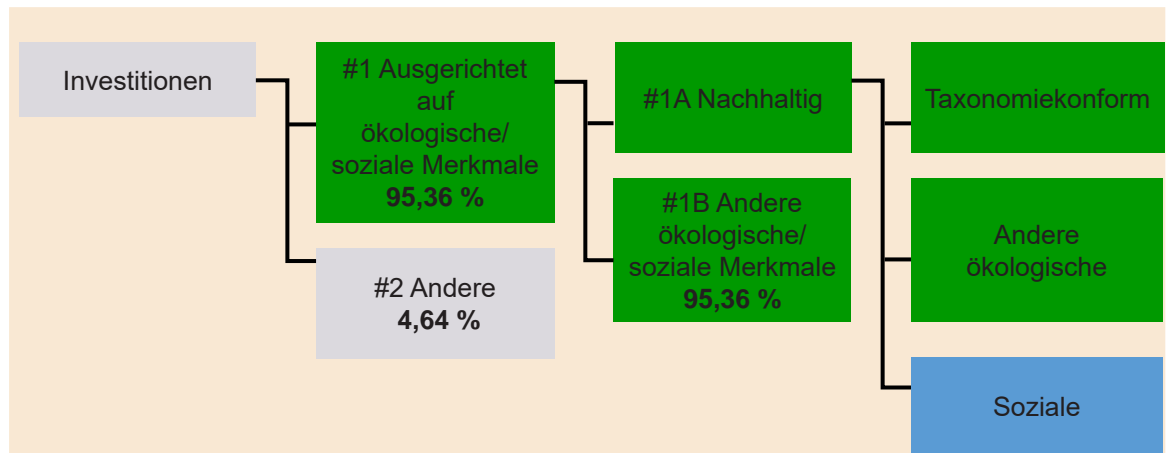 Investitionen
#1 Ausgerichtet
auf
ökologische/
soziale Merkmale
95,36 %
#2 Andere
4,64 %
#1A Nachhaltig
#1B Andere
ökologische/
soziale Merkmale
95,36 %
Taxonomiekonform
Andere
ökologische
Soziale